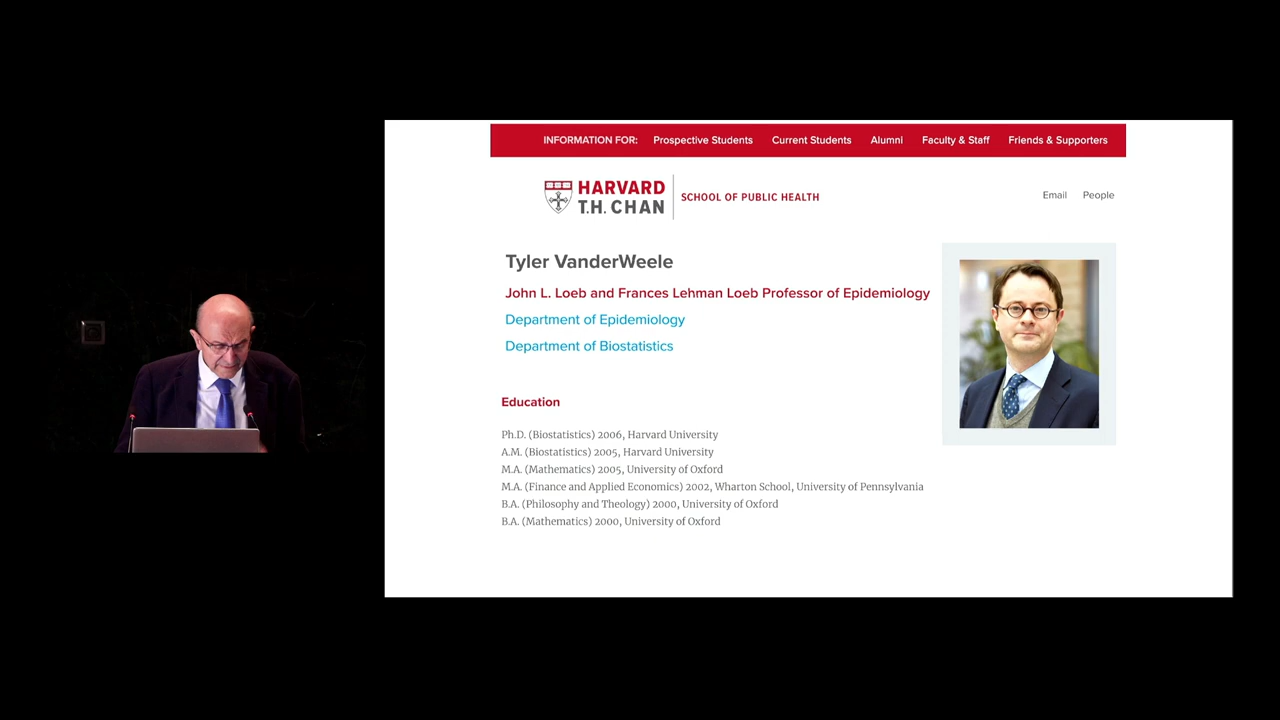 INFORMATION FOR: Prospective Students Current Students Alumni Faculty & Staff Friends & Supporters
HARVARD
T.H. CHAN
SCHOOL OF PUBLIC HEALTH
Email People
Tyler VanderWeele
John L. Loeb and Frances Lehman Loeb Professor of Epidemiology
Department of Epidemiology
Department of Biostatistics
Education
Ph.D. (Biostatistics) 2006, Harvard University
A.M. (Biostatistics) 2005, Harvard University
M.A. (Mathematics) 2005, University of Oxford
M.A. (Finance and Applied Economics) 2002, Wharton School, University of Pennsylvania
B.A. (Philosophy and Theology) 2000, University of Oxford
B.A. (Mathematics) 2000, University of Oxford